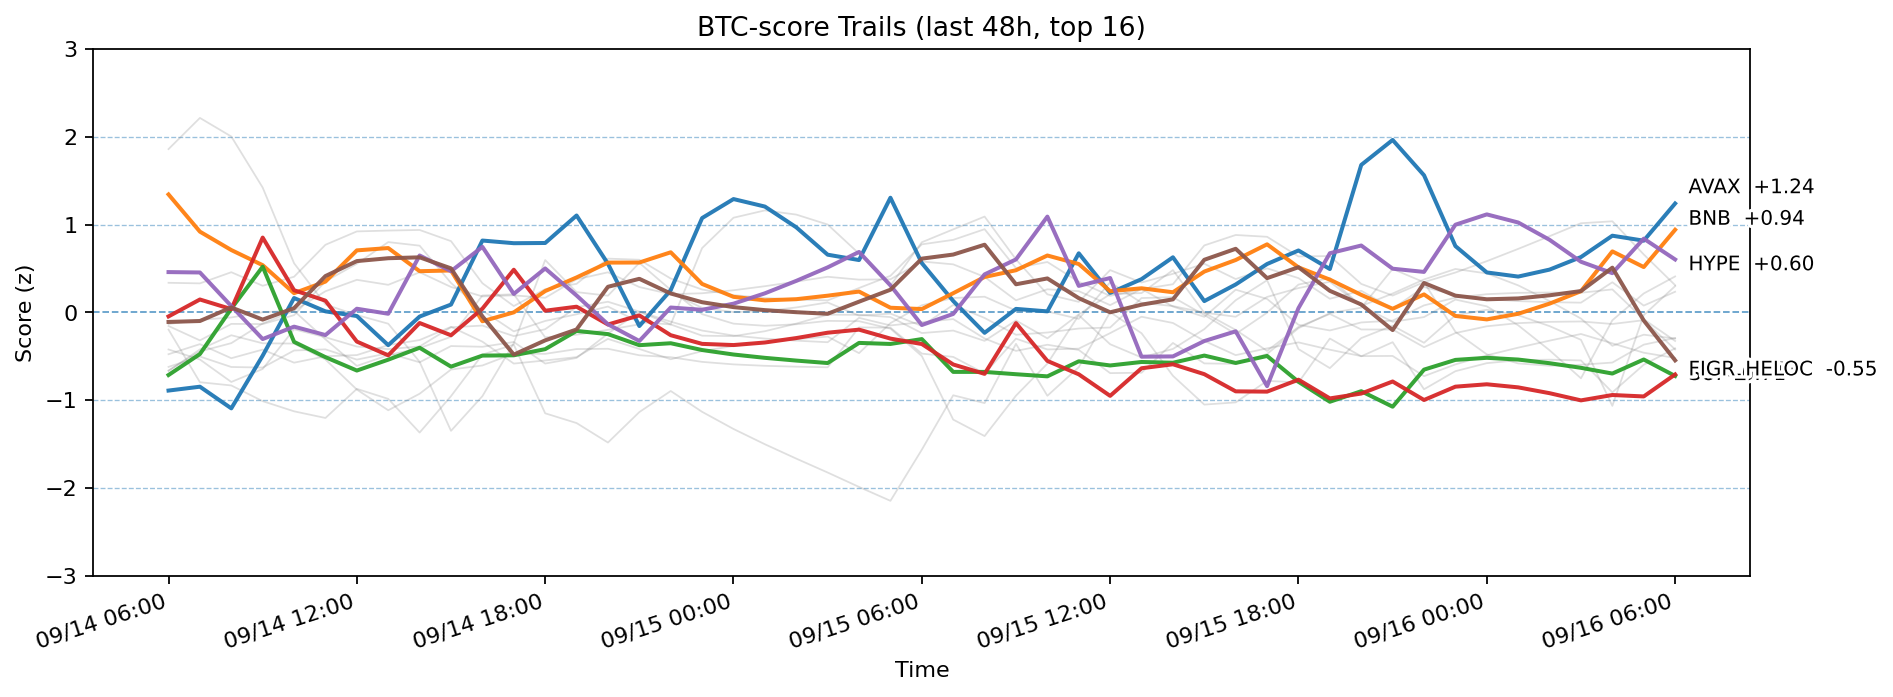 BTC-score Trails (last 48h, top 16)
Score (z)
3
2
1
0
−1
−2
−3
AVAX +1.24
BNB +0.94
HYPE +0.60
FIGR_HELOC -0.55
09/14 06:00
09/14 12:00
09/14 18:00
09/15 00:00
09/15 06:00
09/15 12:00
09/15 18:00
09/16 00:00
09/16 06:00
Time